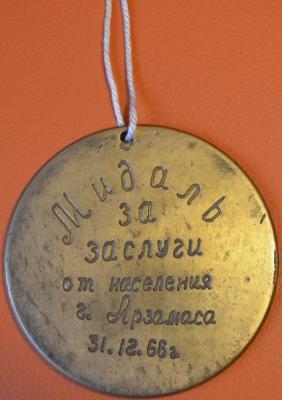 Мидаль
за
заслуги
от населения
г. Арзамаса
31.12.66г